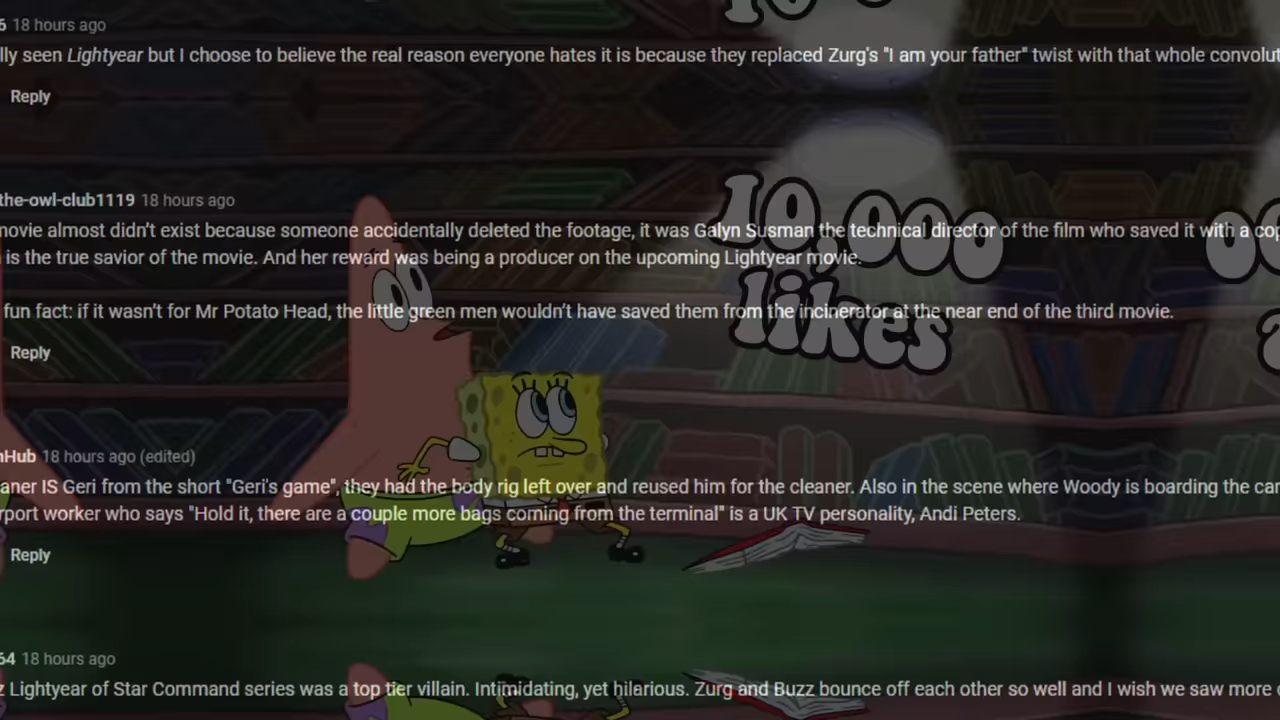 6 18 hours ago
lly seen Lightyear but I choose to believe the real reason everyone hates it is because they replaced Zurg's "I am your father" twist with that whole convolut
Reply
the-owl-club1119 18 hours ago
movie almost didn't exist because someone accidentally deleted the footage, it was Galyn Susman the technical director of the film who saved it with a cop
is the true savior of the movie. And her reward was being a producer on the upcoming Lightyear movie.
fun fact: if it wasn't for Mr Potato Head, the little green men wouldn't have saved them from the incinerator at the near end of the third movie.
Reply
10,000
likes
nHub 18 hours ago (edited)
aner IS Geri from the short "Geri's game", they had the body rig left over and reused him for the cleaner. Also in the scene where Woody is boarding the car
rport worker who says "Hold it, there are a couple more bags coming from the terminal" is a UK TV personality, Andi Peters.
Reply
64 18 hours ago
z Lightyear of Star Command series was a top tier villain. Intimidating, yet hilarious. Zurg and Buzz bounce off each other so well and I wish we saw more